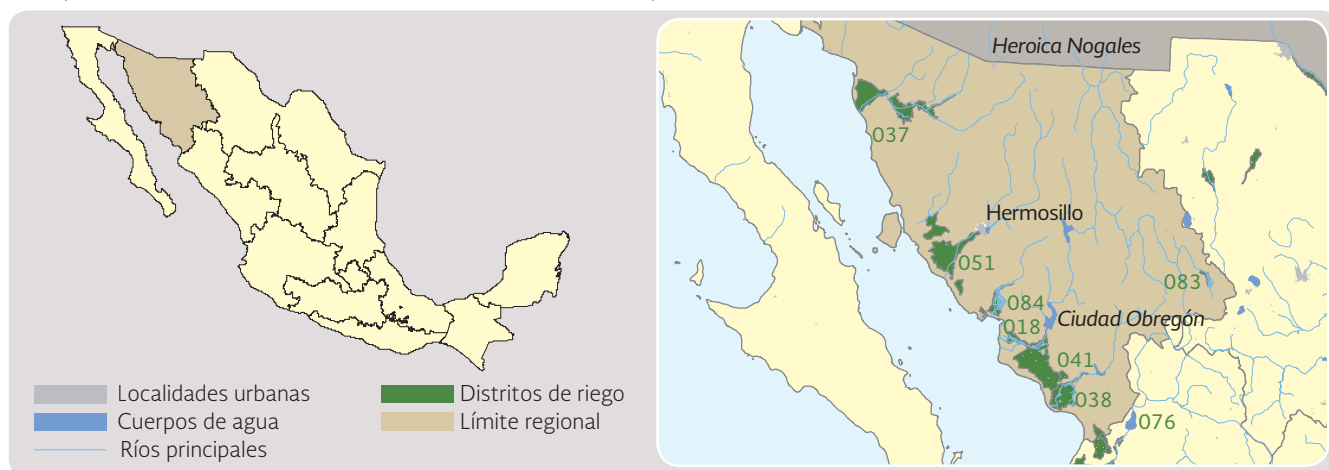 Localidades urbanas
Cuerpos de agua
Ríos principales
Distritos de riego
Límite regional
Heroica Nogales
037
Hermosillo
051
083
084
018
Ciudad Obregón
041
038
076